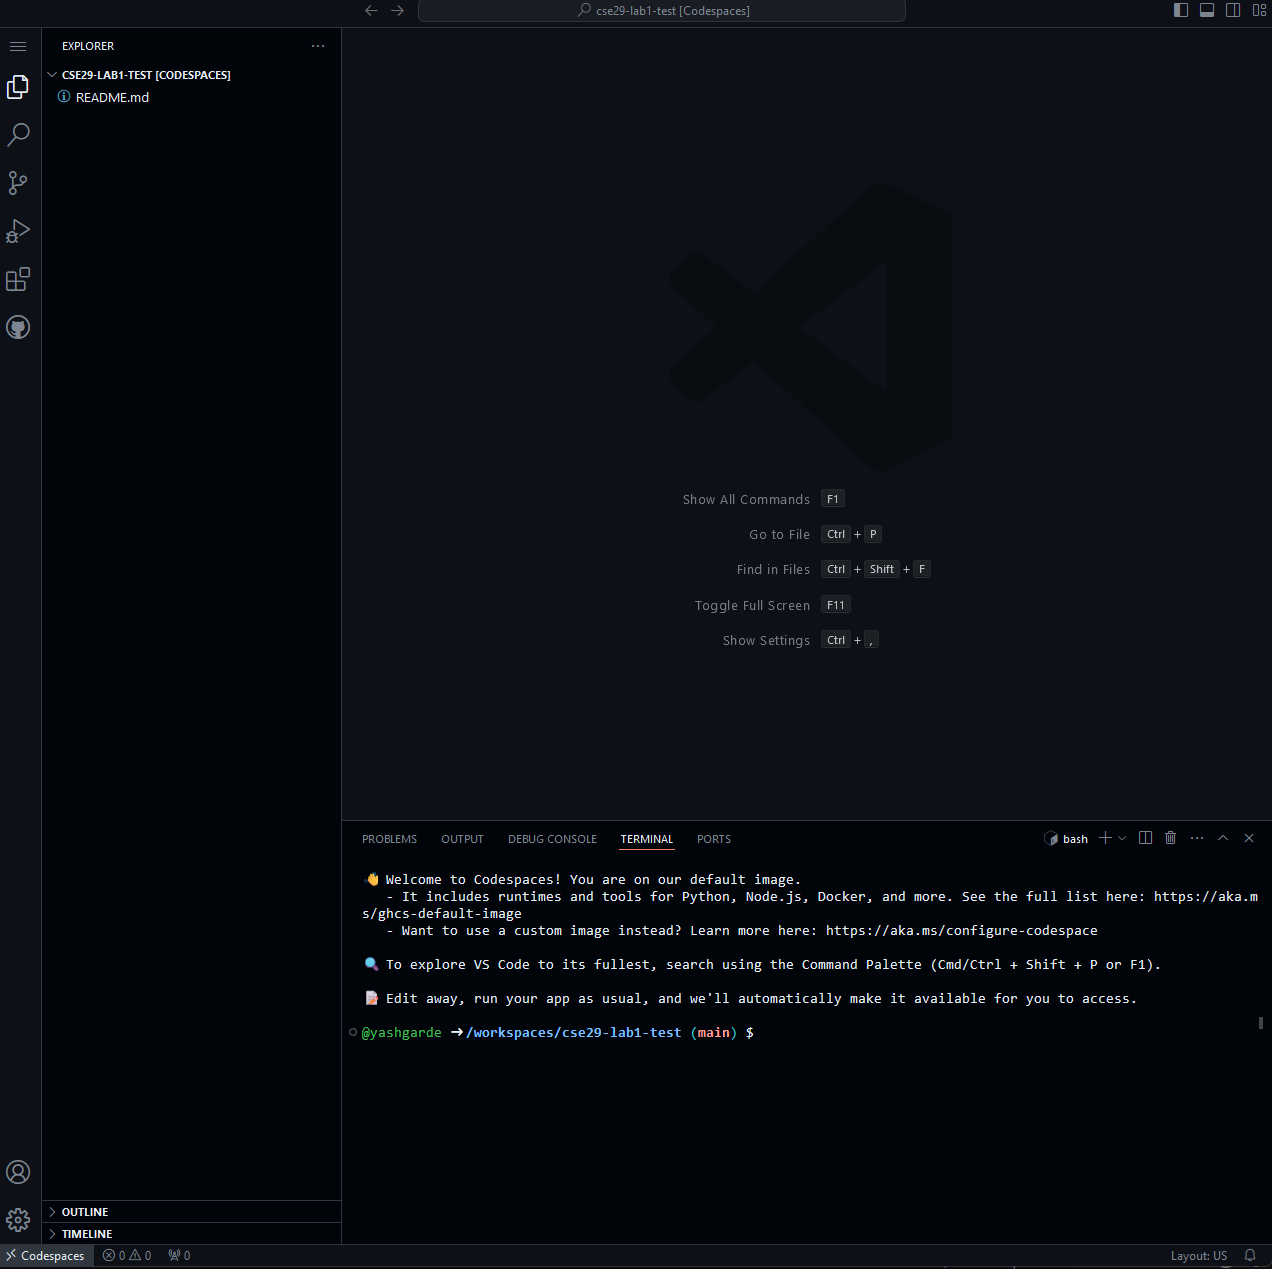 cse29-lab1-test [Codespaces]
EXPLORER
CSE29-LAB1-TEST [CODESPACES]
README.md
Show All Commands F1
Go to File Ctrl + P
Find in Files Ctrl + Shift + F
Toggle Full Screen F11
Show Settings Ctrl + ,
PROBLEMS OUTPUT DEBUG CONSOLE TERMINAL PORTS bash
👋 Welcome to Codespaces! You are on our default image.
- It includes runtimes and tools for Python, Node.js, Docker, and more. See the full list here: https://aka.m
s/ghcs-default-image
- Want to use a custom image instead? Learn more here: https://aka.ms/configure-codespace
🔍 To explore VS Code to its fullest, search using the Command Palette (Cmd/Ctrl + Shift + P or F1).
📝 Edit away, run your app as usual, and we'll automatically make it available for you to access.
@yashgarde ➜ /workspaces/cse29-lab1-test (main) $
OUTLINE
TIMELINE
Codespaces 0 0 0 Layout: US